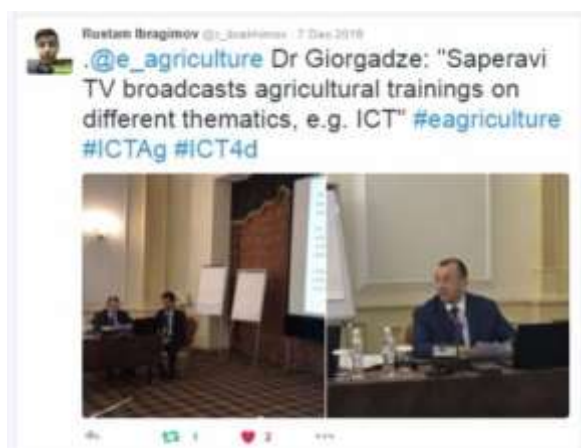 Rustam Ibragimov 7 Dec 2016
.@e_agriculture Dr Giorgadze: "Saperavi
TV broadcasts agricultural trainings on
different thematics, e.g. ICT" #eagriculture
#ICTAg #ICT4d
1 2